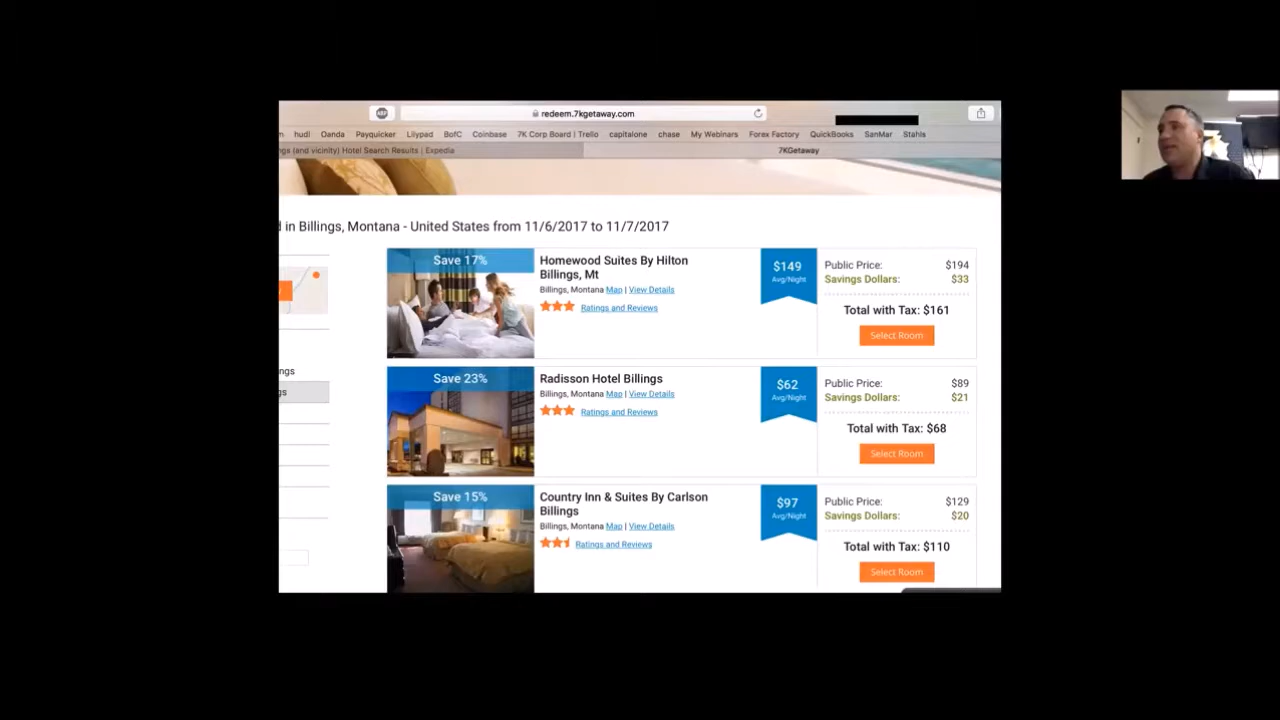 redeem.7kgetaway.com
hudl Oanda Payquicker Lilypad BofC Coinbase 7K Corp Board | Trello capitalone chase My Webinars Forex Factory QuickBooks SanMar Stahls
ngs (and vicinity) Hotel Search Results | Expedia 7KGetaway
d in Billings, Montana - United States from 11/6/2017 to 11/7/2017
Save 17%
Homewood Suites By Hilton
Billings, Mt
Billings, Montana Map | View Details
Ratings and Reviews
$149
Avg/Night
Public Price: $194
Savings Dollars: $33
Total with Tax: $161
Select Room
ngs
gs
Save 23%
Radisson Hotel Billings
Billings, Montana Map | View Details
Ratings and Reviews
$62
Avg/Night
Public Price: $89
Savings Dollars: $21
Total with Tax: $68
Select Room
Save 15%
Country Inn & Suites By Carlson
Billings
Billings, Montana Map | View Details
Ratings and Reviews
$97
Avg/Night
Public Price: $129
Savings Dollars: $20
Total with Tax: $110
Select Room